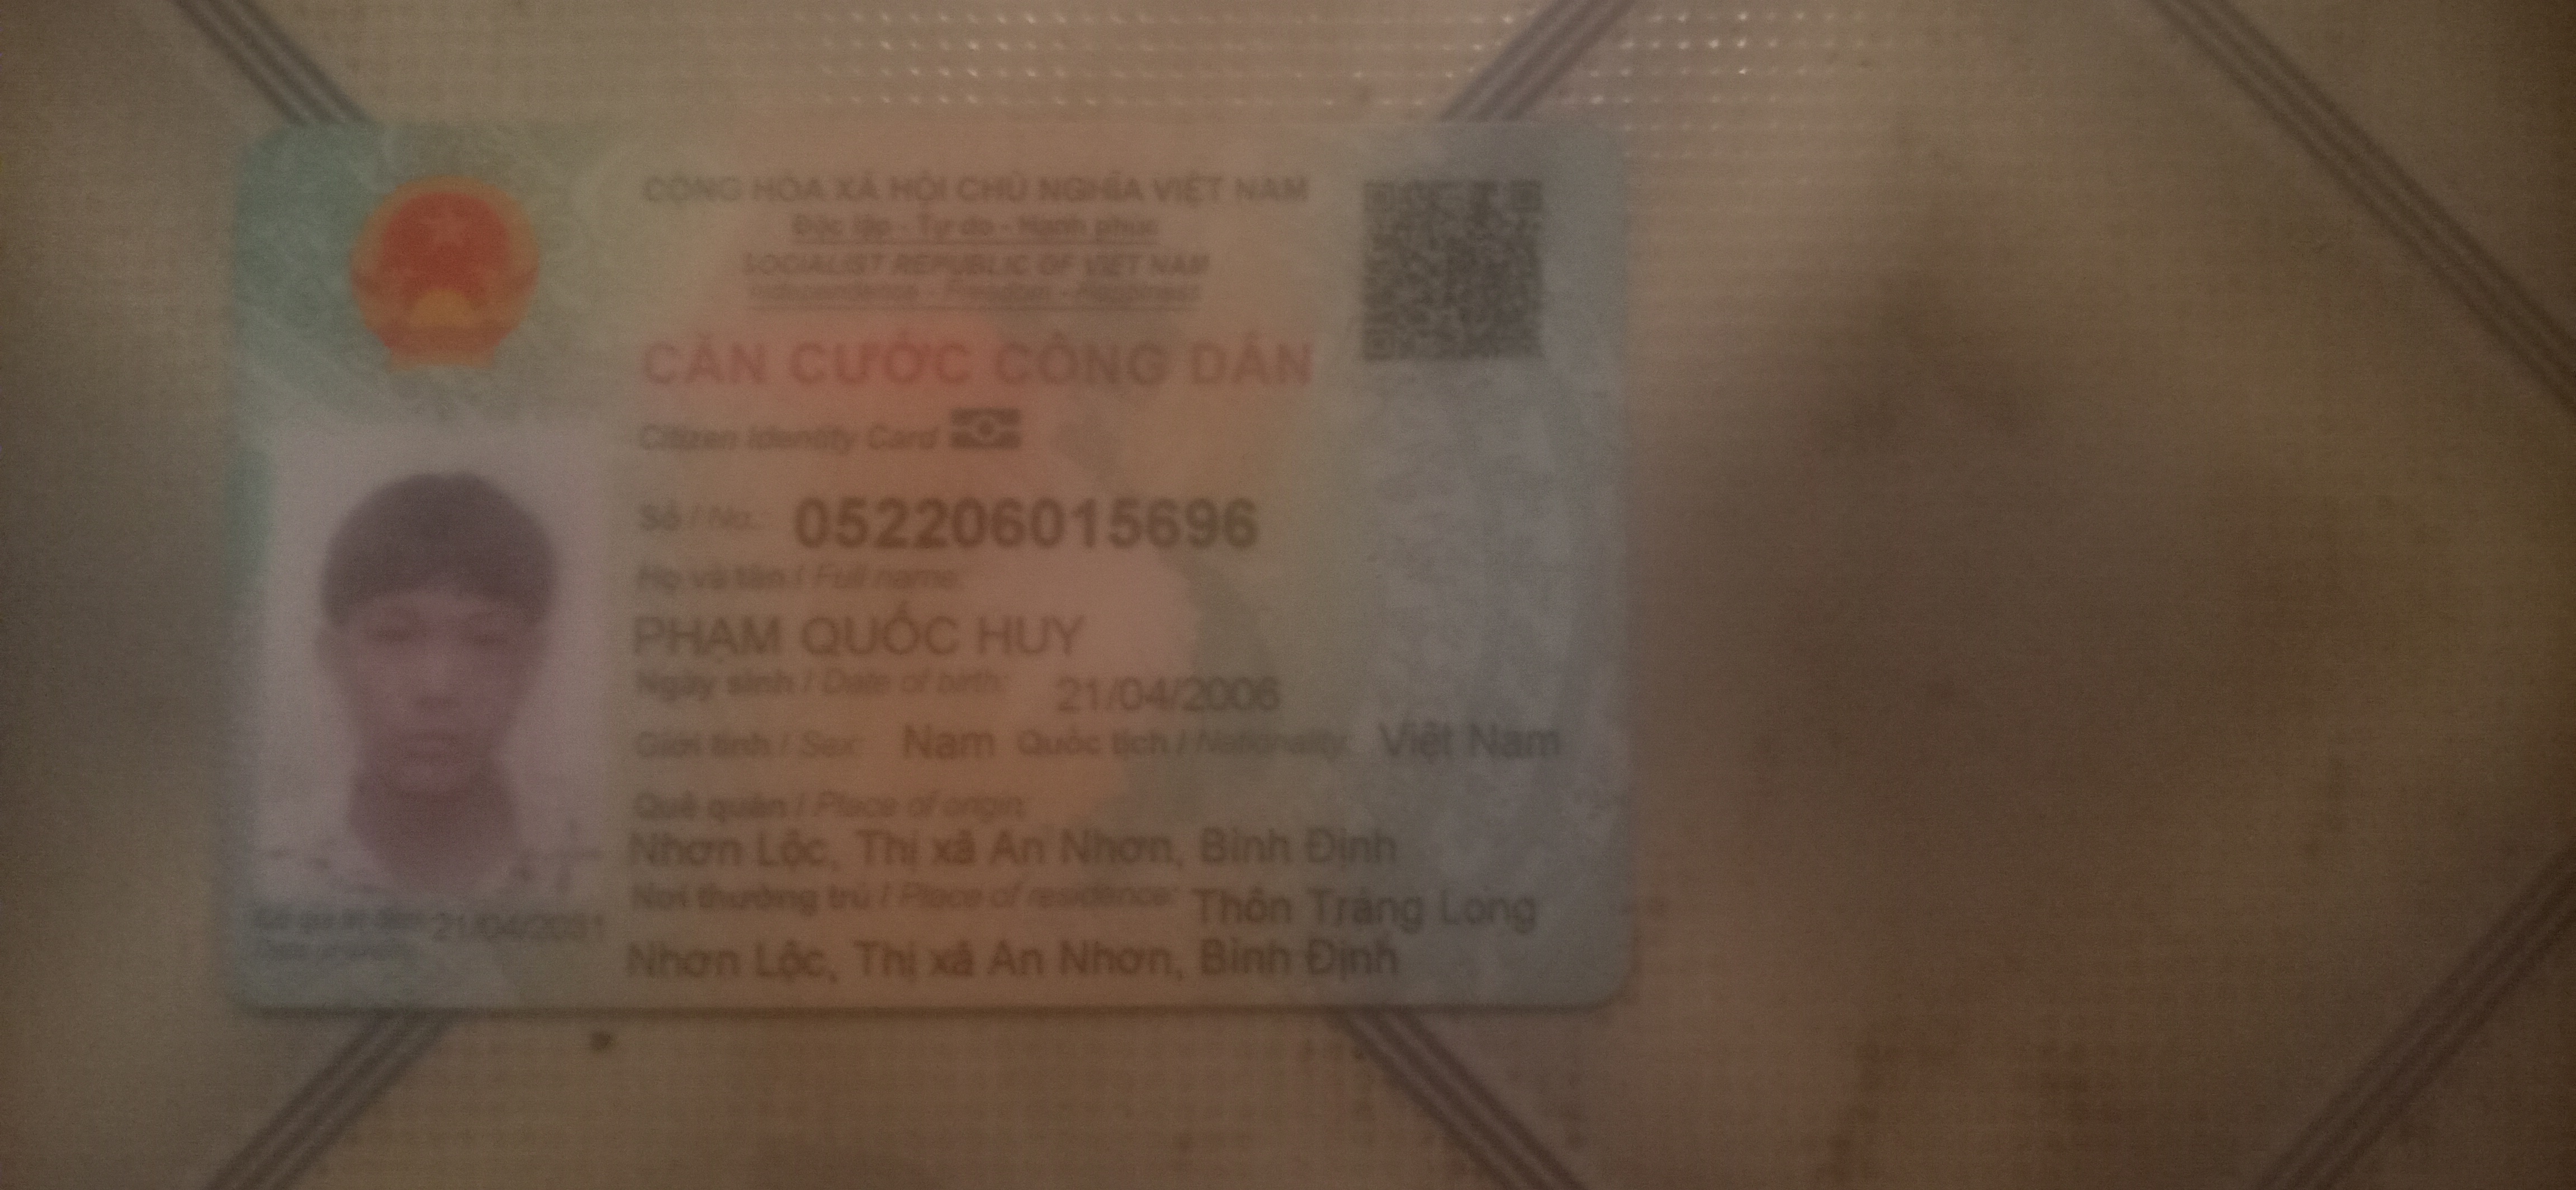 CỘNG HÒA XÃ HỘI CHỦ NGHĨA VIỆT NAM
Độc lập - Tự do - Hạnh phúc
SOCIALIST REPUBLIC OF VIET NAM
Independence - Freedom - Happiness
CĂN CƯỚC CÔNG DÂN
Citizen Identity Card
Số / No.: 052206015696
Họ và tên / Full name:
PHẠM QUỐC HUY
Ngày sinh / Date of birth: 21/04/2006
Giới tính / Sex: Nam Quốc tịch / Nationality: Việt Nam
Quê quán / Place of origin:
Nhơn Lộc, Thị xã An Nhơn, Bình Định
Nơi thường trú / Place of residence: Thôn Tráng Long
Nhơn Lộc, Thị xã An Nhơn, Bình Định
21/04/2031